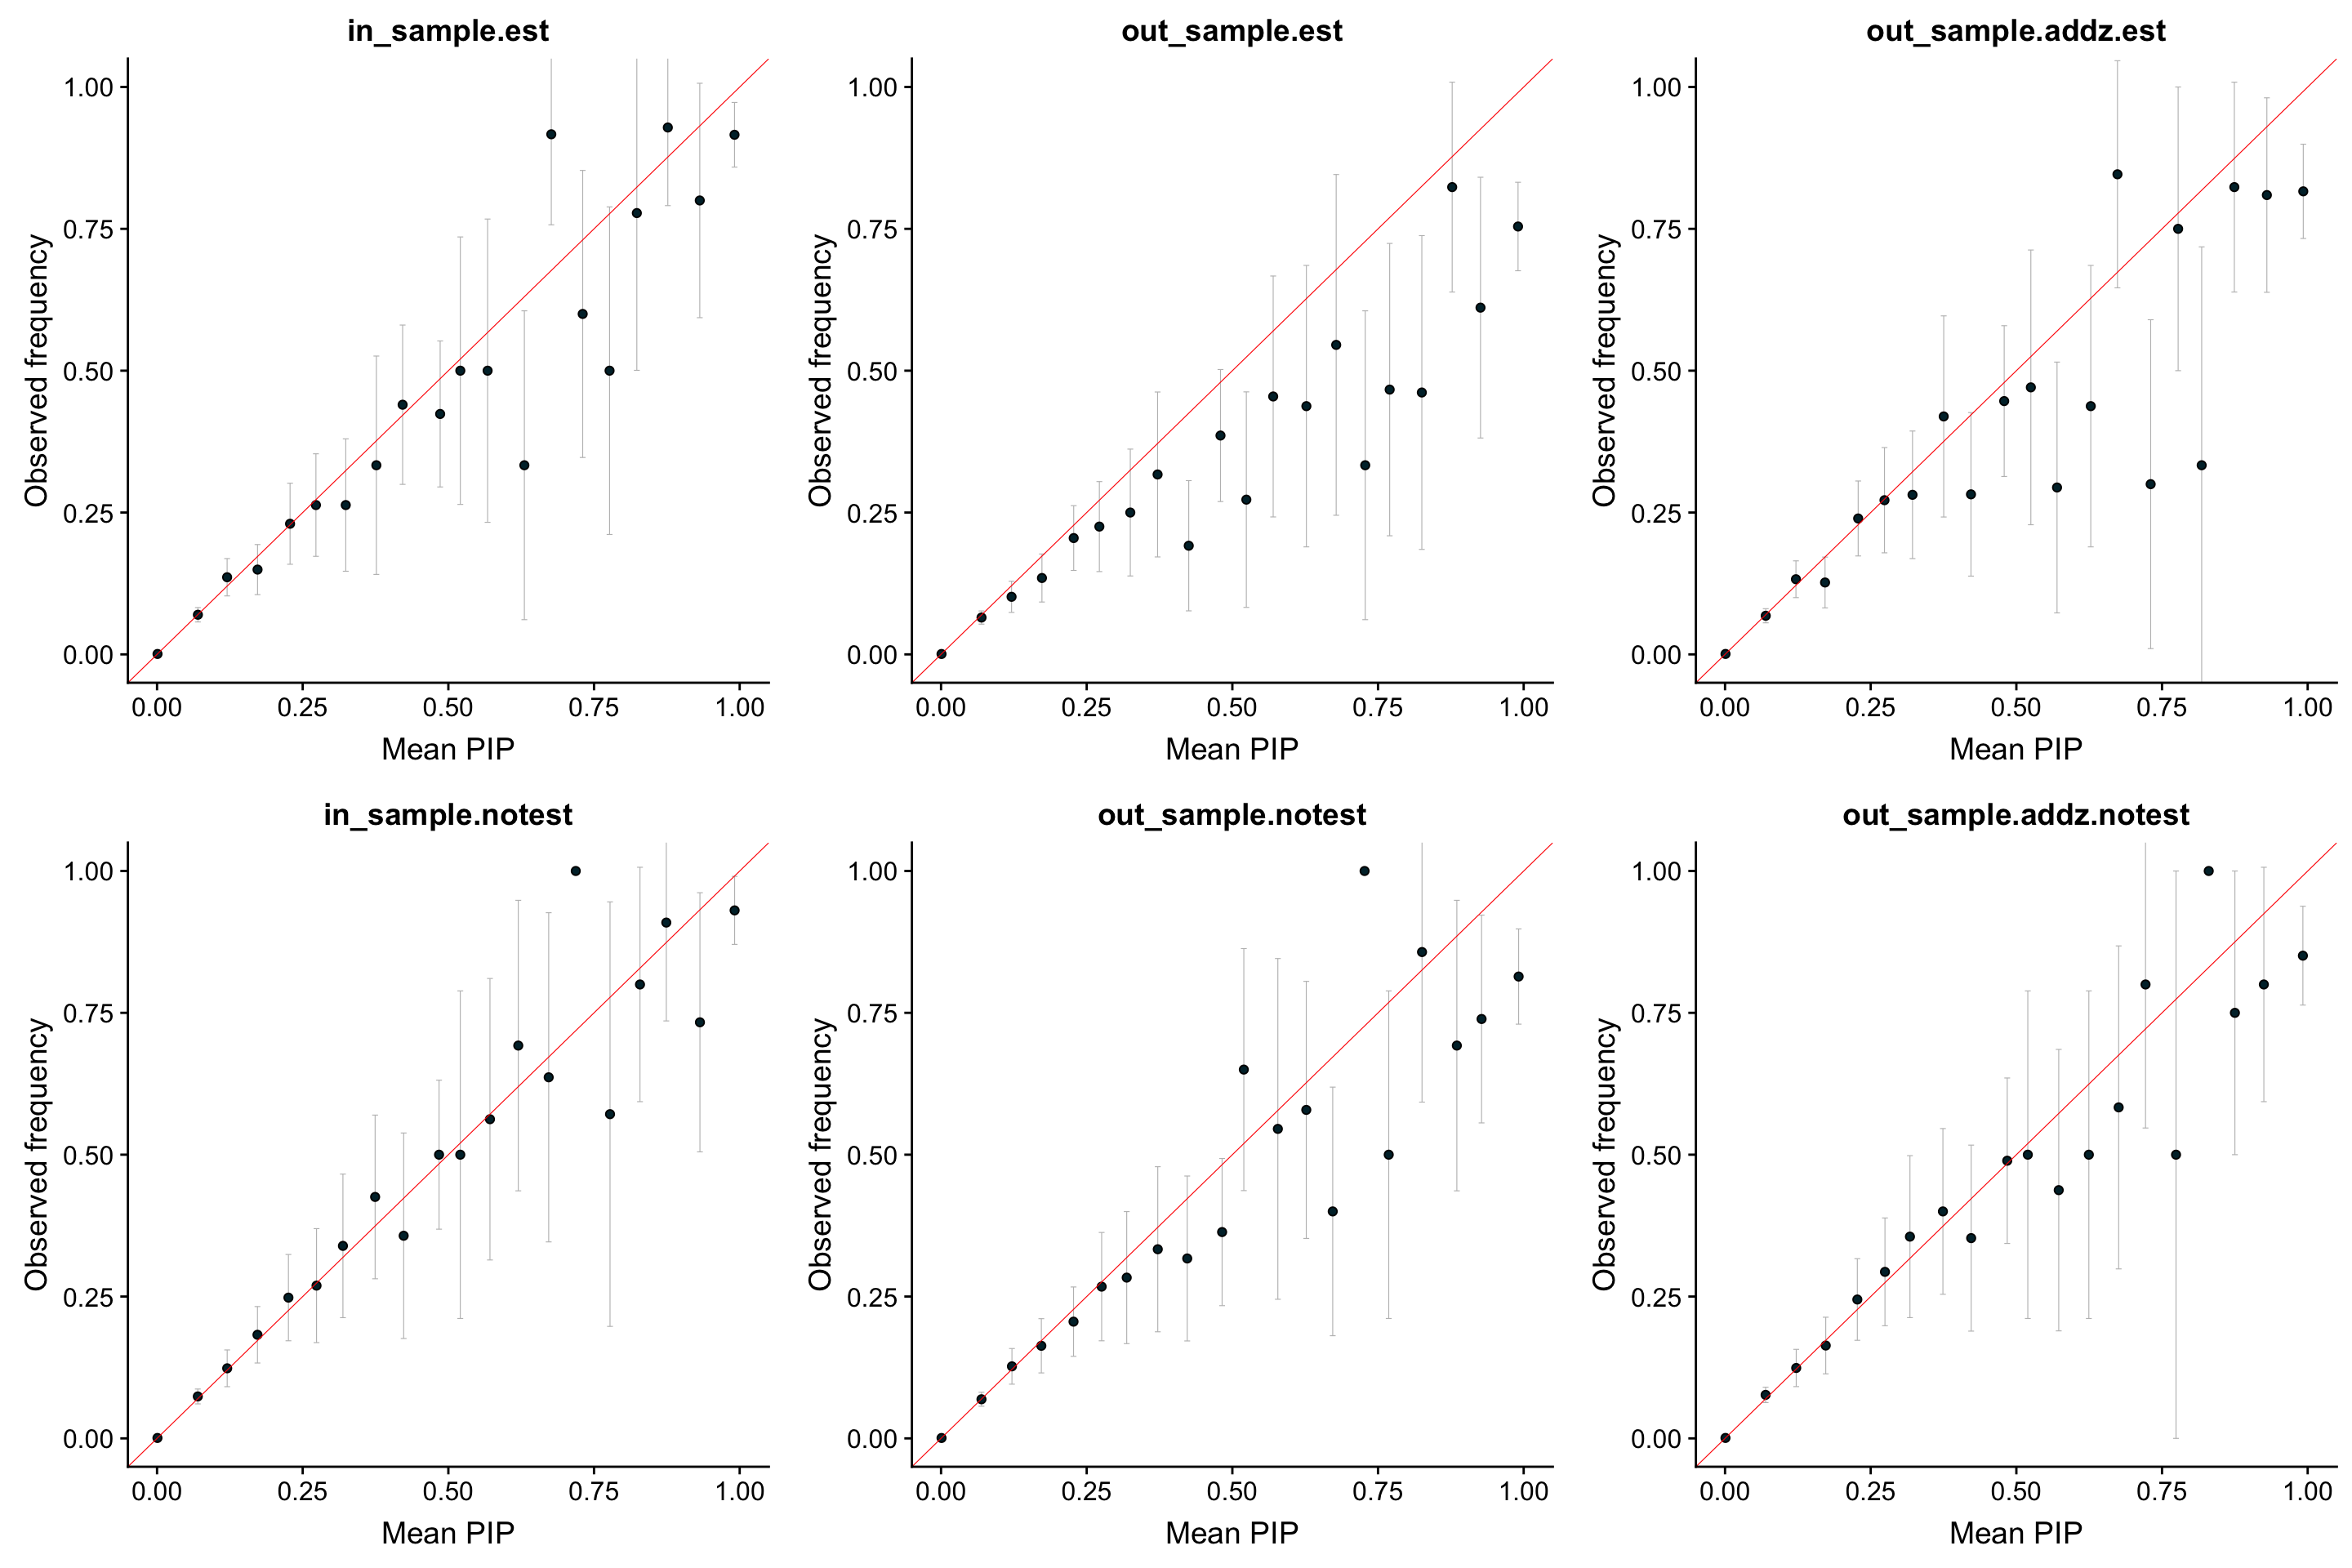 in_sample.est
1.00
0.75
0.50
0.25
0.00
Observed frequency
0.00 0.25 0.50 0.75 1.00
Mean PIP
out_sample.est
1.00
0.75
0.50
0.25
0.00
Observed frequency
0.00 0.25 0.50 0.75 1.00
Mean PIP
out_sample.addz.est
1.00
0.75
0.50
0.25
0.00
Observed frequency
0.00 0.25 0.50 0.75 1.00
Mean PIP
in_sample.notest
1.00
0.75
0.50
0.25
0.00
Observed frequency
0.00 0.25 0.50 0.75 1.00
Mean PIP
out_sample.notest
1.00
0.75
0.50
0.25
0.00
Observed frequency
0.00 0.25 0.50 0.75 1.00
Mean PIP
out_sample.addz.notest
1.00
0.75
0.50
0.25
0.00
Observed frequency
0.00 0.25 0.50 0.75 1.00
Mean PIP